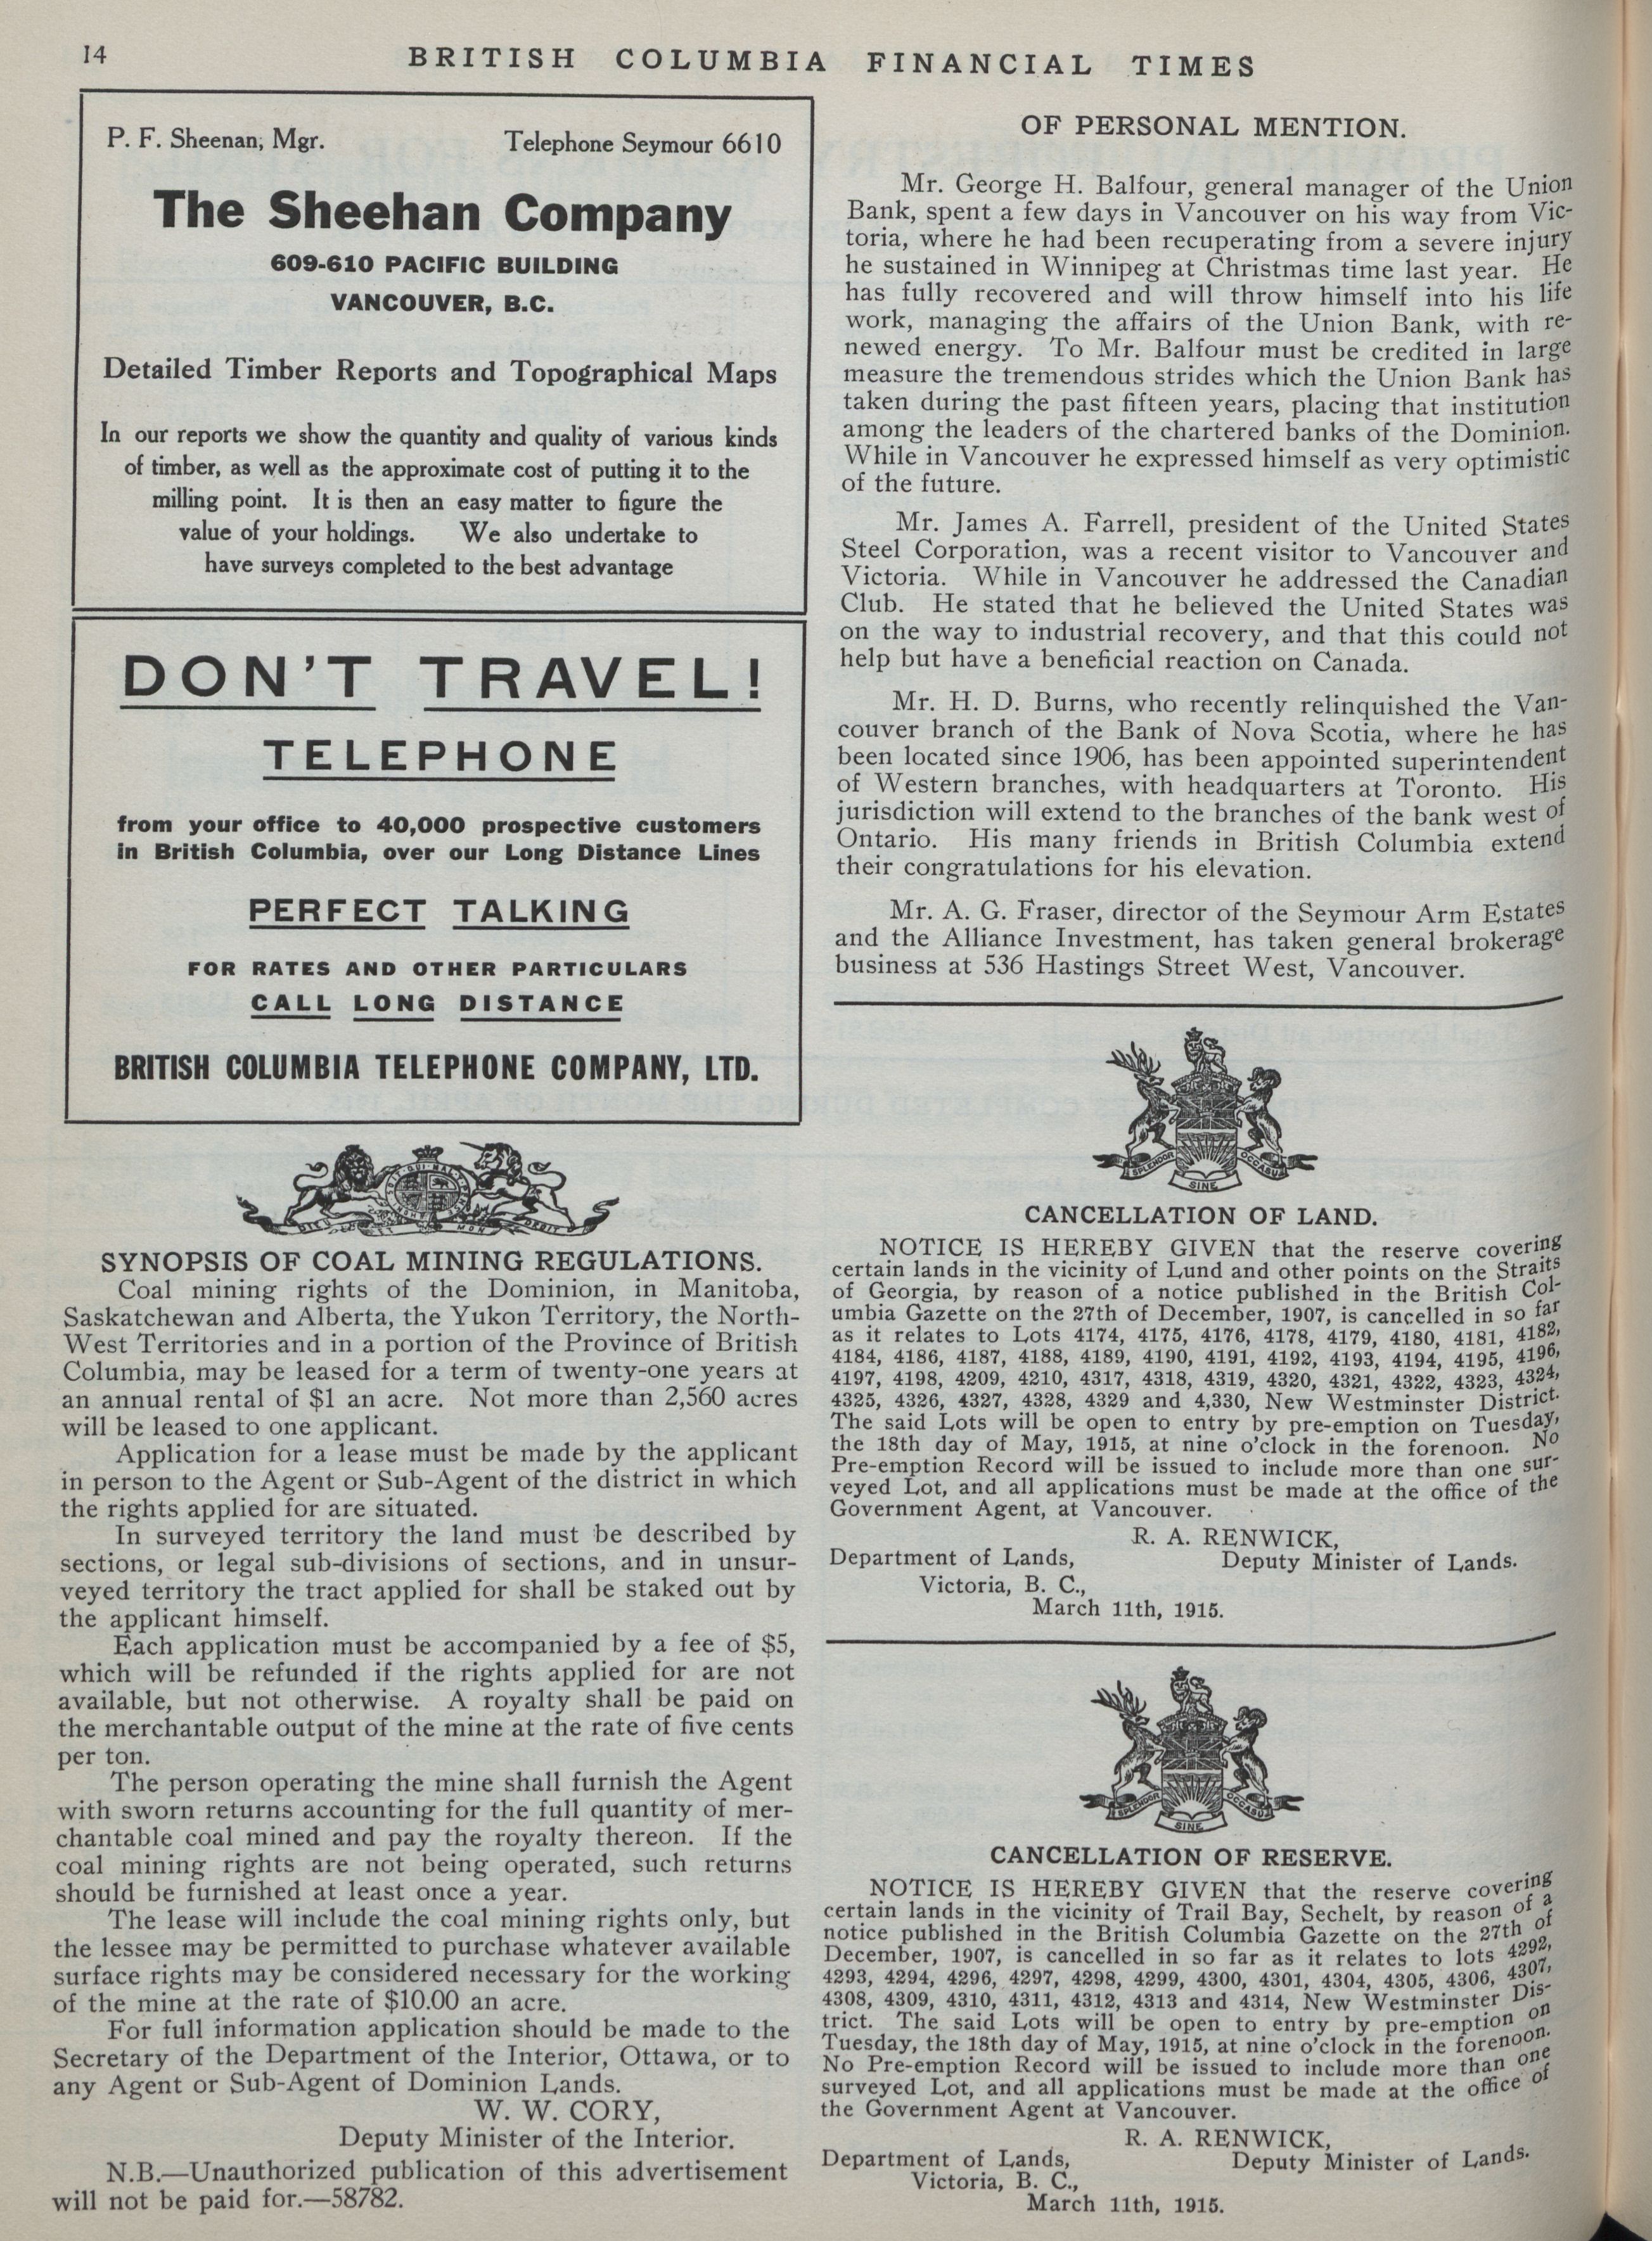 14
BRITISH COLUMBIA FINANCIAL TIMES
P. F. Sheenan, Mgr. Telephone Seymour 6610
The Sheehan Company
609-610 PACIFIC BUILDING
VANCOUVER, B.C.
Detailed Timber Reports and Topographical Maps
In our reports we show the quantity and quality of various kinds
of timber, as well as the approximate cost of putting it to the
milling point. It is then an easy matter to figure the
value of your holdings. We also undertake to
have surveys completed to the best advantage
DON'T TRAVEL!
TELEPHONE
from your office to 40,000 prospective customers
in British Columbia, over our Long Distance Lines
PERFECT TALKING
FOR RATES AND OTHER PARTICULARS
CALL LONG DISTANCE
BRITISH COLUMBIA TELEPHONE COMPANY, LTD.
SYNOPSIS OF COAL MINING REGULATIONS.
Coal mining rights of the Dominion, in Manitoba,
Saskatchewan and Alberta, the Yukon Territory, the North-
West Territories and in a portion of the Province of British
Columbia, may be leased for a term of twenty-one years at
an annual rental of $1 an acre. Not more than 2,560 acres
will be leased to one applicant.
Application for a lease must be made by the applicant
in person to the Agent or Sub-Agent of the district in which
the rights applied for are situated.
In surveyed territory the land must be described by
sections, or legal sub-divisions of sections, and in unsur-
veyed territory the tract applied for shall be staked out by
the applicant himself.
Each application must be accompanied by a fee of $5,
which will be refunded if the rights applied for are not
available, but not otherwise. A royalty shall be paid on
the merchantable output of the mine at the rate of five cents
per ton.
The person operating the mine shall furnish the Agent
with sworn returns accounting for the full quantity of mer-
chantable coal mined and pay the royalty thereon. If the
coal mining rights are not being operated, such returns
should be furnished at least once a year.
The lease will include the coal mining rights only, but
the lessee may be permitted to purchase whatever available
surface rights may be considered necessary for the working
of the mine at the rate of $10.00 an acre.
For full information application should be made to the
Secretary of the Department of the Interior, Ottawa, or to
any Agent or Sub-Agent of Dominion Lands.
W. W. CORY,
Deputy Minister of the Interior.
N.B.—Unauthorized publication of this advertisement
will not be paid for.—58782.
OF PERSONAL MENTION.
Mr. George H. Balfour, general manager of the Union
Bank, spent a few days in Vancouver on his way from Vic-
toria, where he had been recuperating from a severe injury
he sustained in Winnipeg at Christmas time last year. He
has fully recovered and will throw himself into his life
work, managing the affairs of the Union Bank, with re-
newed energy. To Mr. Balfour must be credited in large
measure the tremendous strides which the Union Bank has
taken during the past fifteen years, placing that institution
among the leaders of the chartered banks of the Dominion.
While in Vancouver he expressed himself as very optimistic
of the future.
Mr. James A. Farrell, president of the United States
Steel Corporation, was a recent visitor to Vancouver and
Victoria. While in Vancouver he addressed the Canadian
Club. He stated that he believed the United States was
on the way to industrial recovery, and that this could not
help but have a beneficial reaction on Canada.
Mr. H. D. Burns, who recently relinquished the Van-
couver branch of the Bank of Nova Scotia, where he has
been located since 1906, has been appointed superintendent
of Western branches, with headquarters at Toronto. His
jurisdiction will extend to the branches of the bank west of
Ontario. His many friends in British Columbia extend
their congratulations for his elevation.
Mr. A. G. Fraser, director of the Seymour Arm Estates
and the Alliance Investment, has taken general brokerage
business at 536 Hastings Street West, Vancouver.
SPLENDOR SINE OCCASU
CANCELLATION OF LAND.
NOTICE IS HEREBY GIVEN that the reserve covering
certain lands in the vicinity of Lund and other points on the Straits
of Georgia, by reason of a notice published in the British Col-
umbia Gazette on the 27th of December, 1907, is cancelled in so far
as it relates to Lots 4174, 4175, 4176, 4178, 4179, 4180, 4181, 4182,
4184, 4186, 4187, 4188, 4189, 4190, 4191, 4192, 4193, 4194, 4195, 4196,
4197, 4198, 4209, 4210, 4317, 4318, 4319, 4320, 4321, 4322, 4323, 4324,
4325, 4326, 4327, 4328, 4329 and 4,330, New Westminster District.
The said Lots will be open to entry by pre-emption on Tuesday,
the 18th day of May, 1915, at nine o'clock in the forenoon. No
Pre-emption Record will be issued to include more than one sur-
veyed Lot, and all applications must be made at the office of the
Government Agent, at Vancouver.
R. A. RENWICK,
Department of Lands, Deputy Minister of Lands.
Victoria, B. C.,
March 11th, 1915.
SPLENDOR SINE OCCASU
CANCELLATION OF RESERVE.
NOTICE IS HEREBY GIVEN that the reserve covering
certain lands in the vicinity of Trail Bay, Sechelt, by reason of a
notice published in the British Columbia Gazette on the 27th of
December, 1907, is cancelled in so far as it relates to lots 4292,
4293, 4294, 4296, 4297, 4298, 4299, 4300, 4301, 4304, 4305, 4306, 4307,
4308, 4309, 4310, 4311, 4312, 4313 and 4314, New Westminster Dis-
trict. The said Lots will be open to entry by pre-emption on
Tuesday, the 18th day of May, 1915, at nine o'clock in the forenoon.
No Pre-emption Record will be issued to include more than one
surveyed Lot, and all applications must be made at the office of
the Government Agent at Vancouver.
R. A. RENWICK,
Department of Lands, Deputy Minister of Lands.
Victoria, B. C.,
March 11th, 1915.